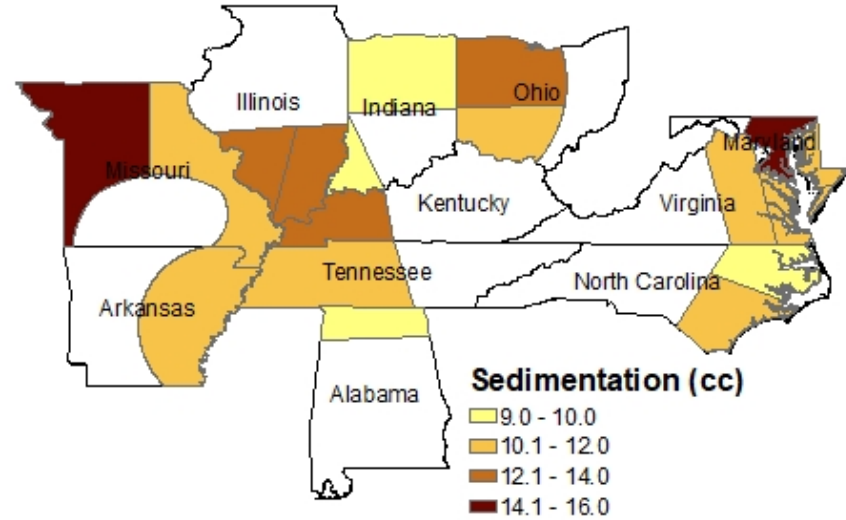 Ohio
Illinois
Indiana
Maryland
Missouri
Kentucky
Virginia
Tennessee
North Carolina
Arkansas
Alabama
Sedimentation (cc)
9.0 - 10.0
10.1 - 12.0
12.1 - 14.0
14.1 - 16.0